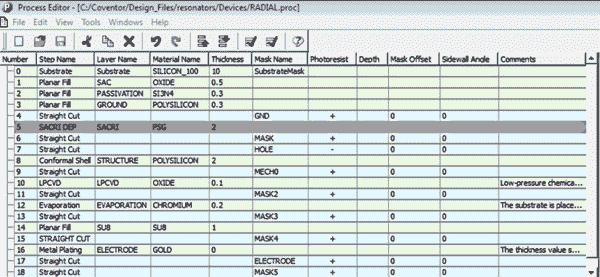 Process Editor - [C:/Coventor/Design_Files/resonators/Devices/RADIAL.proc]
File Edit View Tools Windows Help
Number Step Name Layer Name Material Name Thickness Mask Name Photoresist Depth Mask Offset Sidewall Angle Comments
0 Substrate Substrate SILICON_100 10 SubstrateMask
1 Planar Fill SAC OXIDE 0.5
2 Planar Fill PASSIVATION SI3N4 0.3
3 Planar Fill GROUND POLYSILICON 0.3
4 Straight Cut GND + 0 0
5 SACRI DEP SACRI PSG 2
6 Straight Cut MASK + 0 0
7 Straight Cut HOLE - 0 0
8 Conformal Shell STRUCTURE POLYSILICON 2
9 Straight Cut MECH0 + 0 0
10 LPCVD LPCVD OXIDE 0.1 Low-pressure chemica...
11 Straight Cut MASK2 + 0 0
12 Evaporation EVAPORATION CHROMIUM 0.2 The substrate is place...
13 Straight Cut MASK3 + 0 0
14 Planar Fill SU8 SU8 1
15 STRAIGHT CUT MASK4 + 0 0
16 Metal Plating ELECTRODE GOLD 0 The thickness value s...
17 Straight Cut ELECTRODE + 0 0
18 Straight Cut MASK5 + 0 0